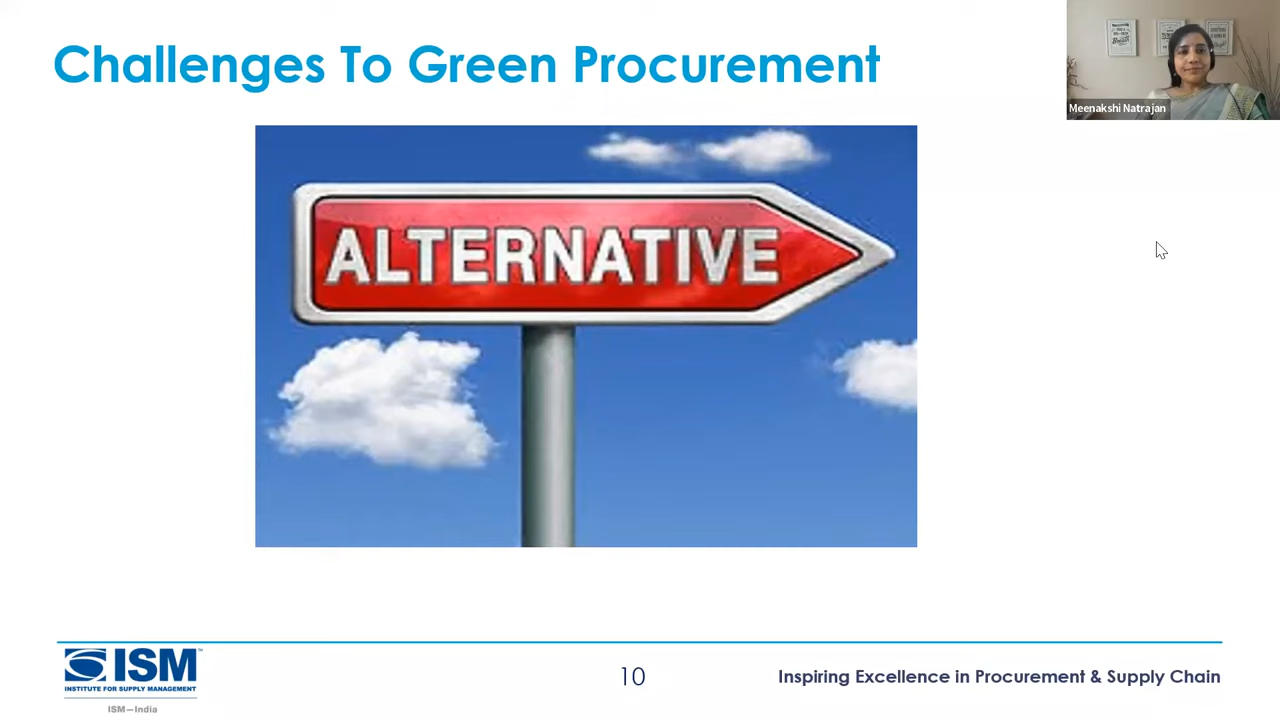 Challenges To Green Procurement
Meenakshi Natrajan
ALTERNATIVE
ISM™
INSTITUTE FOR SUPPLY MANAGEMENT
ISM—India
10
Inspiring Excellence in Procurement & Supply Chain